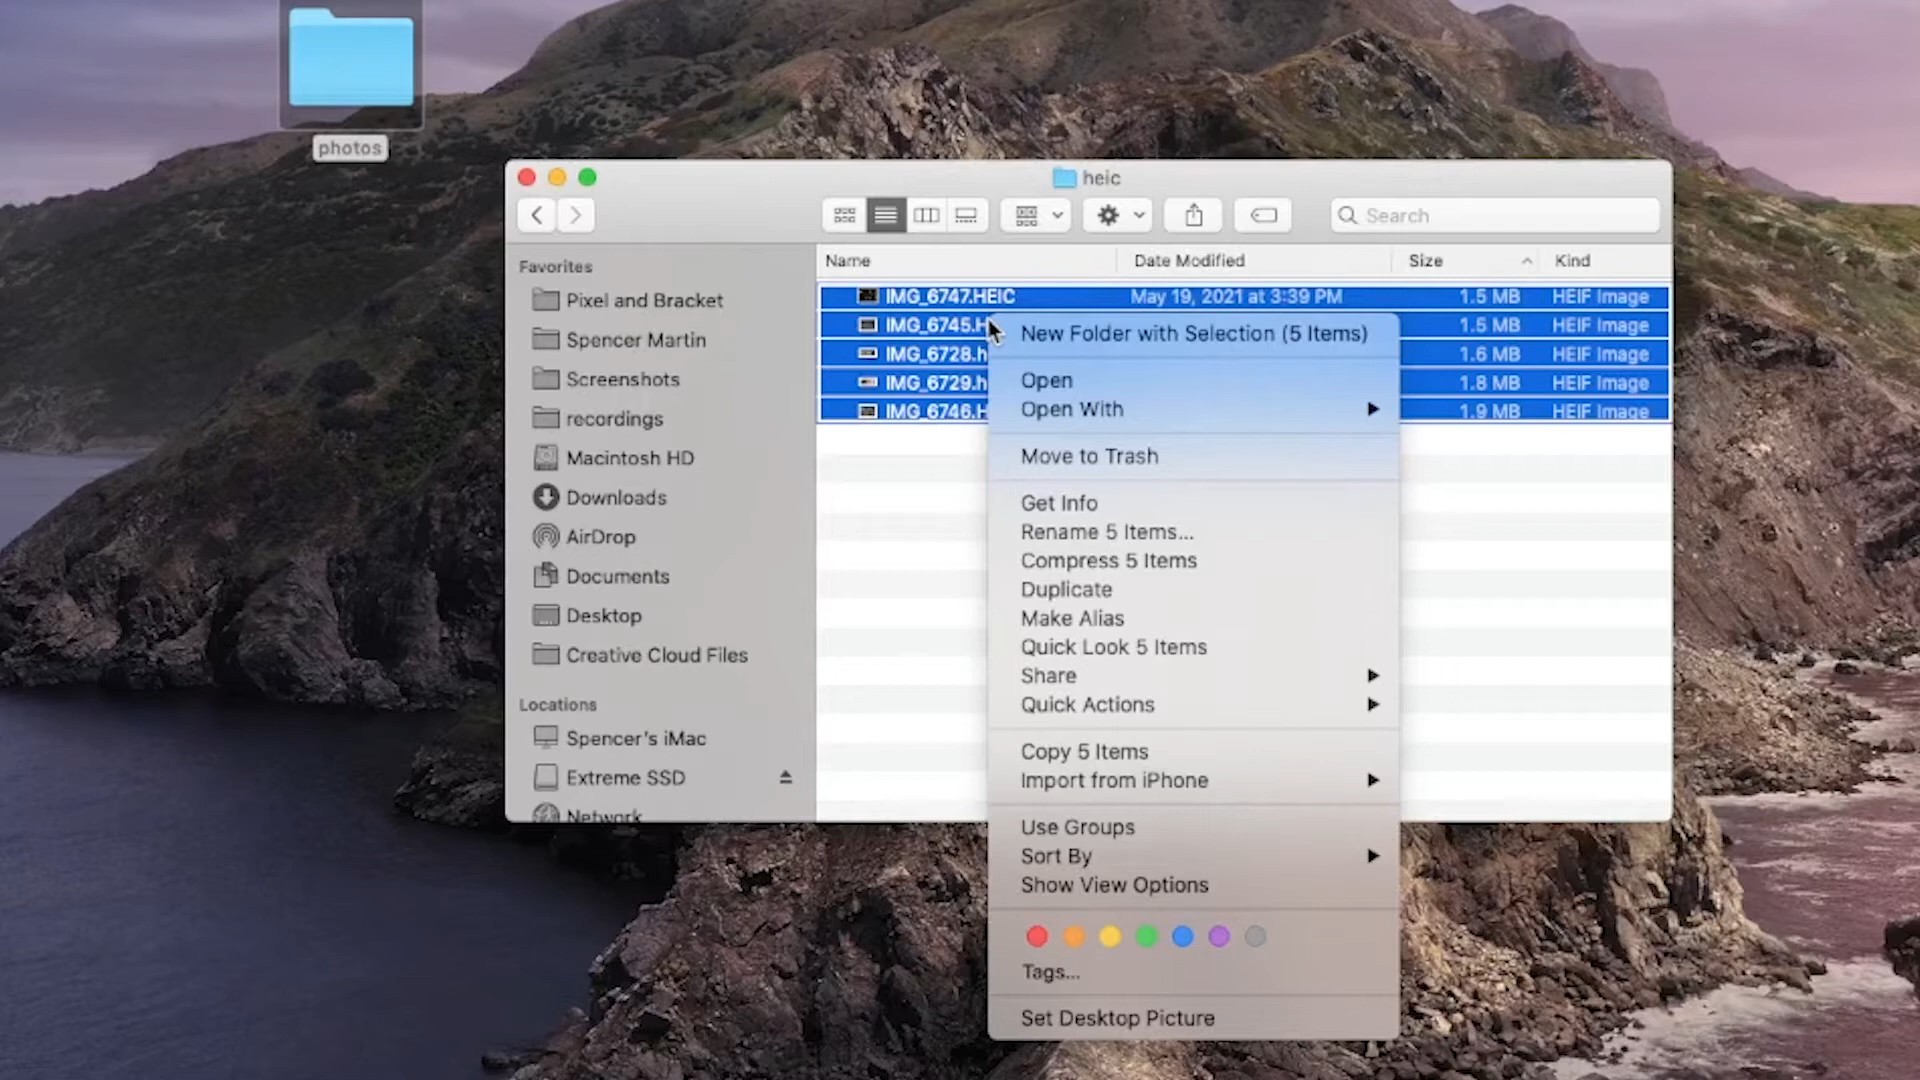 photos
heic
Search
Name Date Modified Size Kind
Favorites
Pixel and Bracket
Spencer Martin
Screenshots
recordings
Macintosh HD
Downloads
AirDrop
Documents
Desktop
Creative Cloud Files
Locations
Spencer's iMac
Extreme SSD
Network
IMG_6747.HEIC May 19, 2021 at 3:39 PM 1.5 MB HEIF Image
IMG_6745.H 1.5 MB HEIF Image
IMG_6728.h 1.6 MB HEIF Image
IMG_6729.h 1.8 MB HEIF Image
IMG_6746.H 1.9 MB HEIF Image
New Folder with Selection (5 Items)
Open
Open With
Move to Trash
Get Info
Rename 5 Items...
Compress 5 Items
Duplicate
Make Alias
Quick Look 5 Items
Share
Quick Actions
Copy 5 Items
Import from iPhone
Use Groups
Sort By
Show View Options
Tags...
Set Desktop Picture